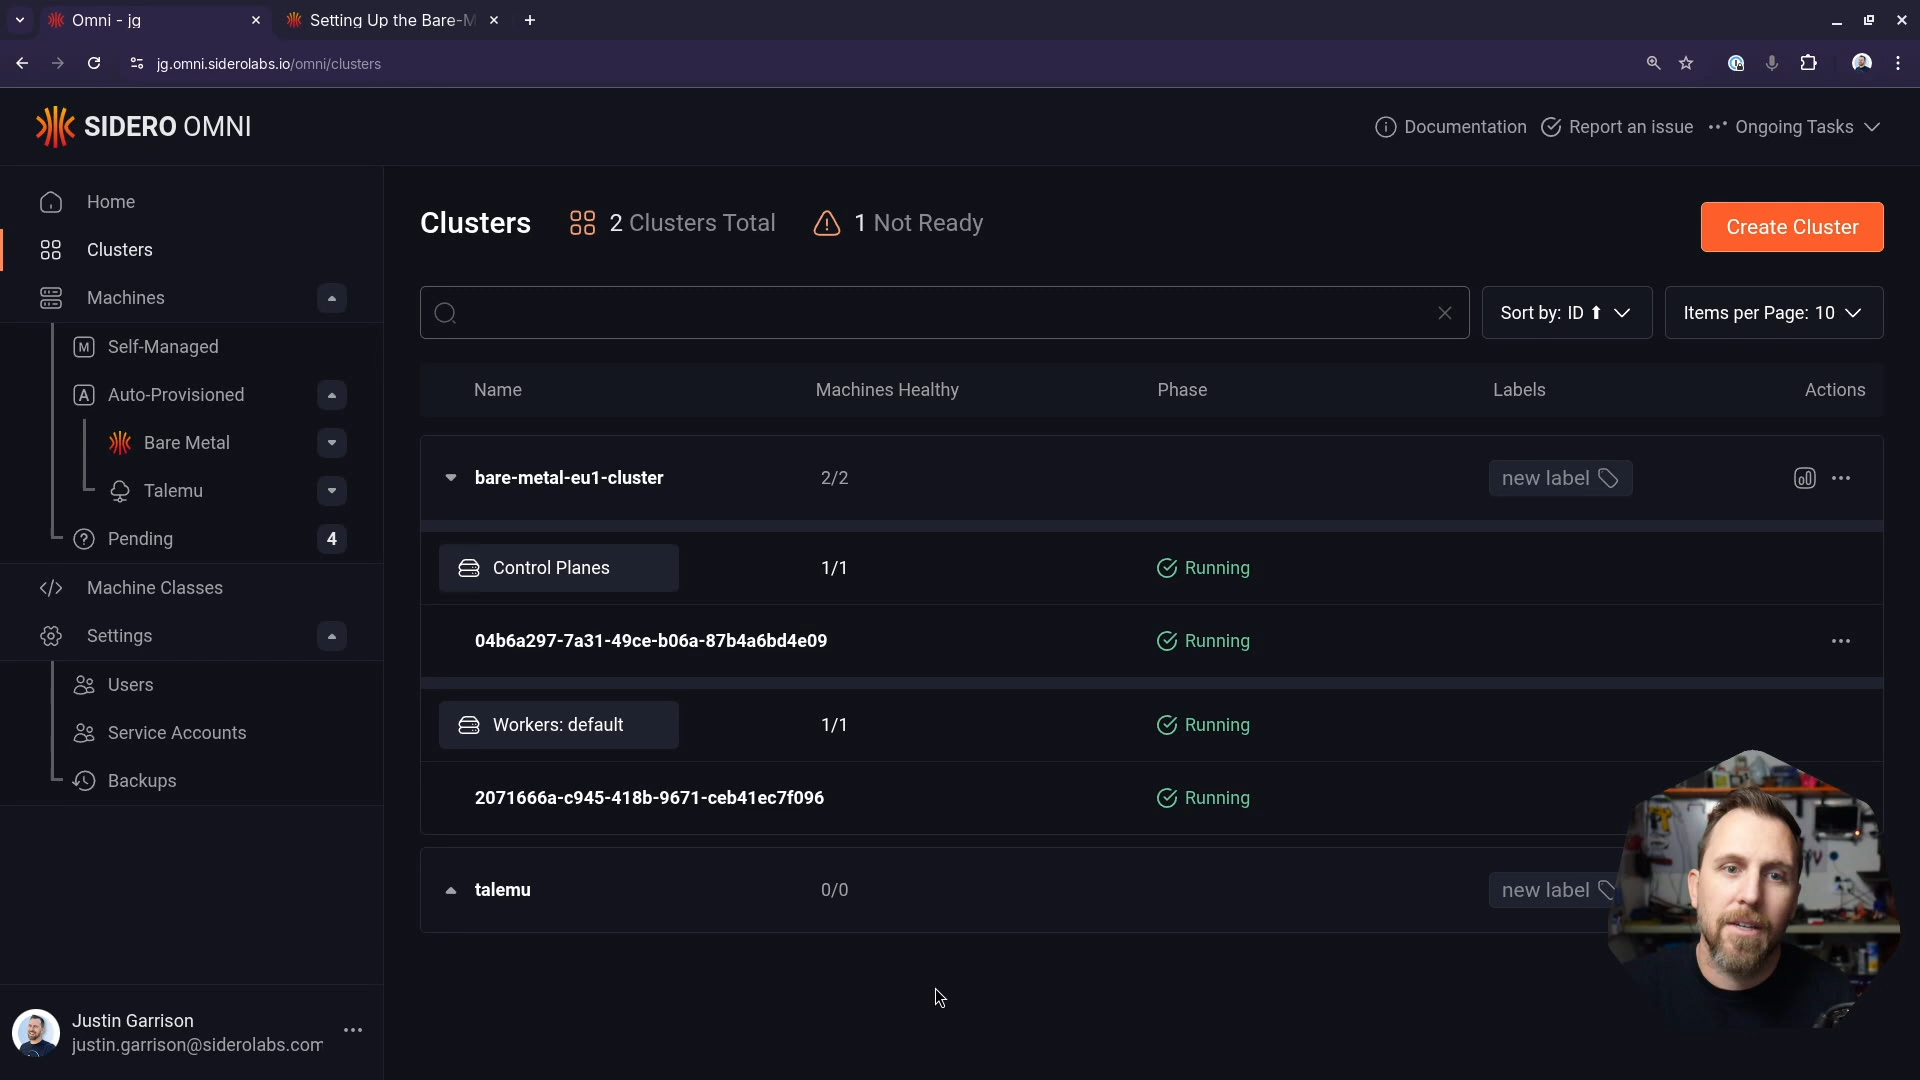 Omni - jg
Setting Up the Bare-M
jg.omni.siderolabs.io/omni/clusters
SIDERO OMNI
Documentation
Report an issue
Ongoing Tasks
Home
Clusters
Machines
M
Self-Managed
A
Auto-Provisioned
Bare Metal
Talemu
Pending
4
Machine Classes
Settings
Users
Service Accounts
Backups
Justin Garrison
justin.garrison@siderolabs.com
Clusters
2 Clusters Total
1 Not Ready
Create Cluster
Sort by: ID ⬆
Items per Page: 10
Name
Machines Healthy
Phase
Labels
Actions
bare-metal-eu1-cluster
2/2
new label
Control Planes
1/1
Running
04b6a297-7a31-49ce-b06a-87b4a6bd4e09
Running
Workers: default
1/1
Running
2071666a-c945-418b-9671-ceb41ec7f096
Running
talemu
0/0
new label